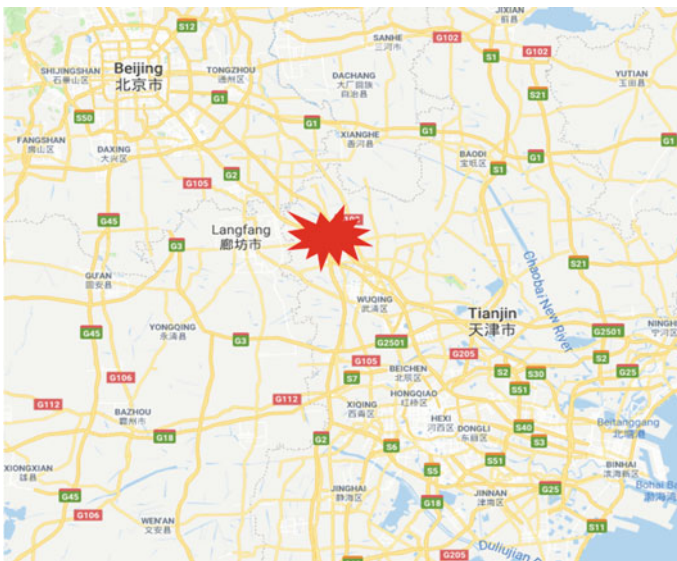 S12
JIXIAN
蓟县
SANHE
三河市
G102
G102
SHIJINGSHAN
石景山区
Beijing
北京市
TONGZHOU
通州区
DACHANG
大厂回族
自治县
S1
YUTIAN
玉田县
G1
S21
S50
G1
XIANGHE
香河县
G1
FANGSHAN
房山区
DAXING
大兴区
BAODI
宝坻区
G1
G1
G105
G2
S1
G45
Langfang
廊坊市
G3
Chaobai New River
S21
GU'AN
固安县
WUQING
武清区
Tianjin
天津市
G45
YONGQING
永清县
G3
G2501
G2501
NINGHE
宁河区
G105
G205
S2
G106
S7
BEICHEN
北辰区
S2
S30
G25
G112
G112
S51
HONGQIAO
红桥区
BAZHOU
霸州市
XIQING
西青区
HEXI
河西区
DONGLI
东丽区
S40
Beitanggang
北塘港
G18
G2
S6
S3
XIONGXIAN
雄县
S5
S51
BINHAI
滨海新区
G45
JINGHAI
静海区
JINNAN
津南区
G25
Bohai Ba
渤海湾
G18
G106
WEN'AN
文安县
S11
G205
Duliujian